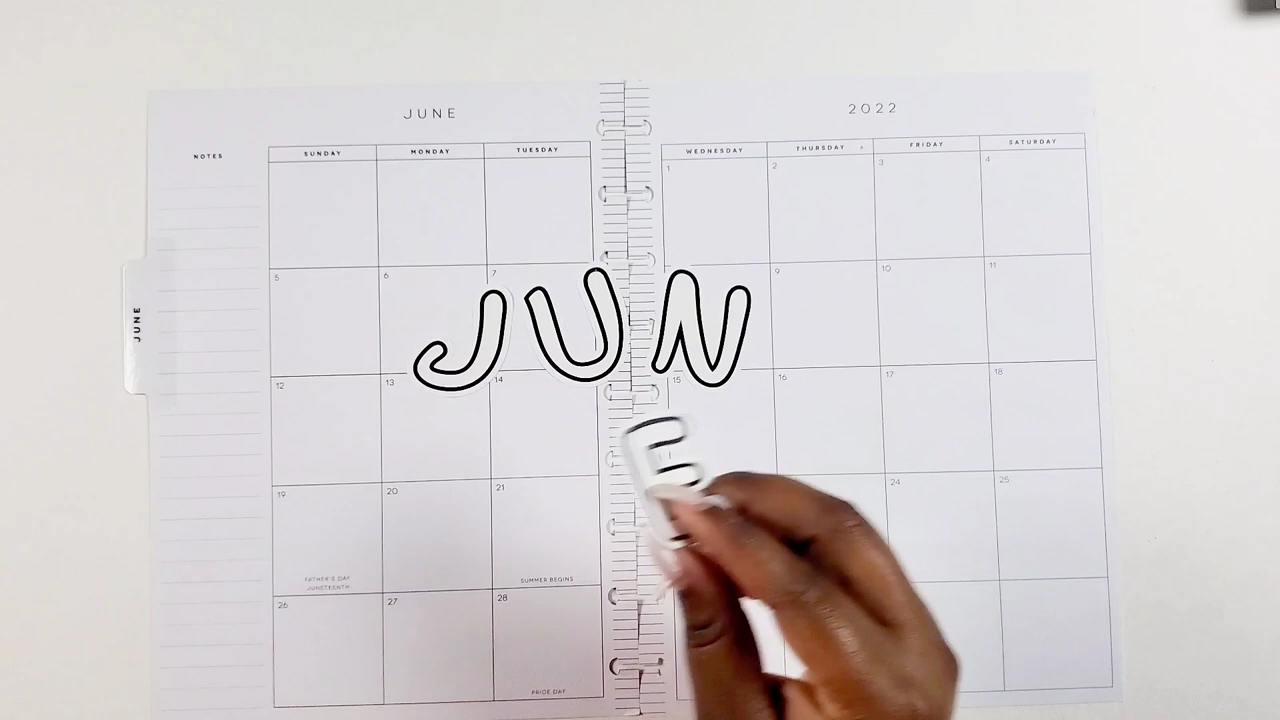 JUNE
2022
NOTES
SUNDAY
MONDAY
TUESDAY
WEDNESDAY
THURSDAY
FRIDAY
SATURDAY
1
2
3
4
5
6
7
9
10
11
JUN
JUNE
12
13
14
15
16
17
18
E
19
20
21
24
25
FATHER'S DAY
JUNETEENTH
SUMMER BEGINS
26
27
28
PRIDE DAY